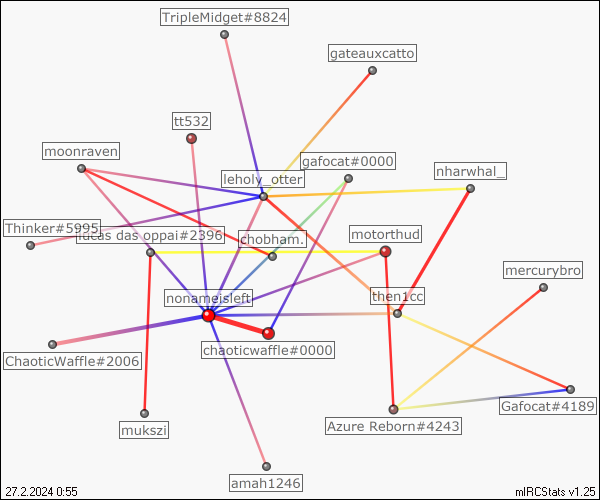 TripleMidget#8824
gateauxcatto
tt532
moonraven
gafocat#0000
nharwhal_
leholy_otter
Thinker#5995
lucas das oppai#2396
chobham.
motorthud
mercurybro
nonameisleft
then1cc
chaoticwaffle#0000
ChaoticWaffle#2006
Gafocat#4189
mukszi
Azure Reborn#4243
amah1246
27.2.2024 0:55
mIRCStats v1.25